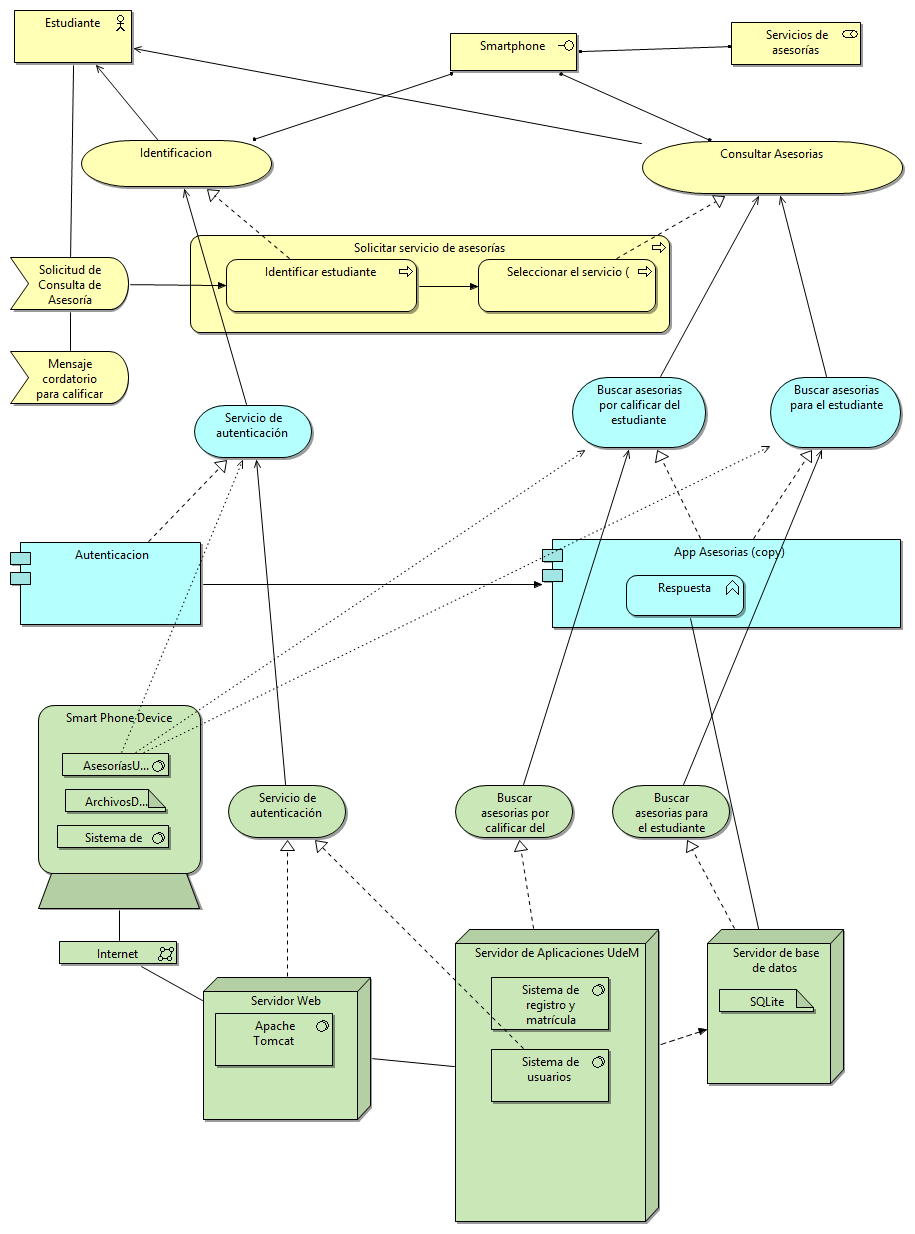 Estudiante
Smartphone
Servicios de
asesorías
Identificacion
Consultar Asesorias
Solicitar servicio de asesorías
Solicitud de
Consulta de
Asesoría
Identificar estudiante
Seleccionar el servicio (
Mensaje
cordatorio
para calificar
Servicio de
autenticación
Buscar asesorias
por calificar del
estudiante
Buscar asesorias
para el estudiante
Autenticacion
App Asesorias (copy)
Respuesta
Smart Phone Device
AsesoríasU...
ArchivosD...
Sistema de
Servicio de
autenticación
Buscar
asesorias por
calificar del
Buscar
asesorias para
el estudiante
Internet
Servidor Web
Apache
Tomcat
Servidor de Aplicaciones UdeM
Sistema de
registro y
matrícula
Sistema de
usuarios
Servidor de base
de datos
SQLite